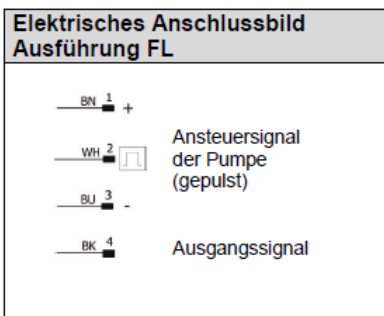 Elektrisches Anschlussbild
Ausführung FL
BN 1 +
WH 2
Ansteuersignal
der Pumpe
(gepulst)
BU 3 -
BK 4
Ausgangssignal